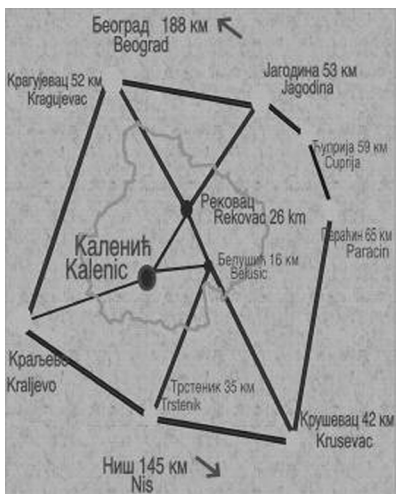 Београд 188 км
Beograd
Јагодина 53 км
Jagodina
Крагујевац 52 км
Kragujevac
Ћуприја 59 км
Cuprija
Рековац
Rekovac 26 km
Параћин 65 км
Paracin
Каленић
Kalenic
Белушић 16 км
Belusic
Краљево
Kraljevo
Трстеник 35 км
Trstenik
Крушевац 42 км
Krusevac
Ниш 145 км
Nis